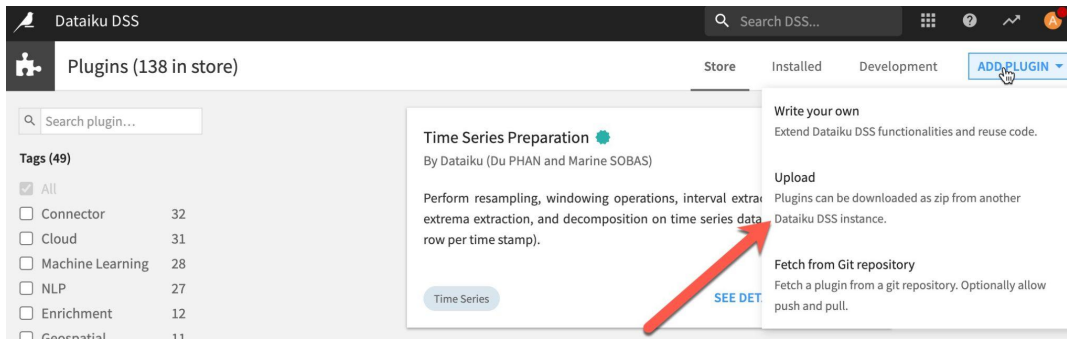 Dataiku DSS
Search DSS...
A
Plugins (138 in store)
Store
Installed
Development
ADD PLUGIN
Search plugin...
Tags (49)
All
Connector 32
Cloud 31
Machine Learning 28
NLP 27
Enrichment 12
Geospatial 11
Time Series Preparation
By Dataiku (Du PHAN and Marine SOBAS)
Perform resampling, windowing operations, interval
extrema extraction, and decomposition on time series data
row per time stamp).
Time Series
SEE
Write your own
Extend Dataiku DSS functionalities and reuse code.
Upload
Plugins can be downloaded as zip from another
Dataiku DSS instance.
Fetch from Git repository
Fetch a plugin from a git repository. Optionally allow
push and pull.